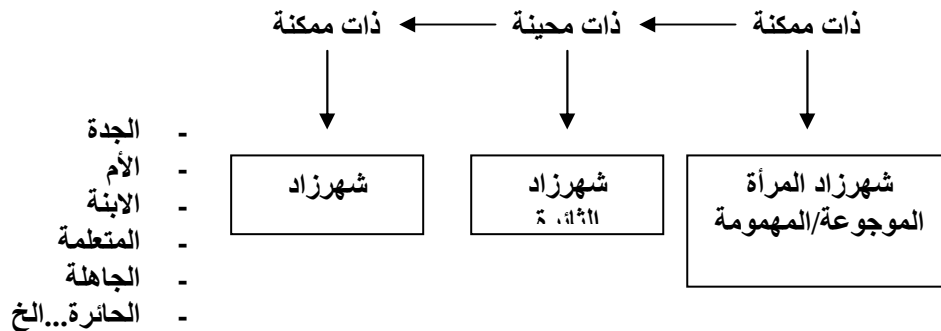 ذات ممكنة
ذات محينة
ذات ممكنة
شهرزاد المرأة
الموجوعة/المهمومة
شهرزاد
الثائرة
شهرزاد
- الجدة
- الأم
- الابنة
- المتعلمة
- الجاهلة
- الحائرة...الخ